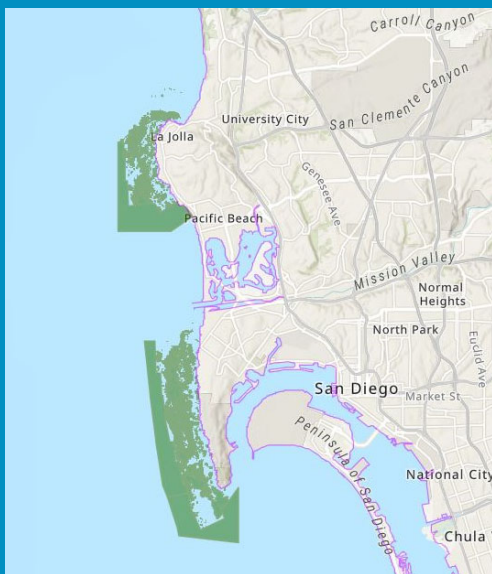 Carroll Canyon
San Clemente Canyon
University City
La Jolla
Genesee Ave
Pacific Beach
Mission Valley
Normal
Heights
North Park
Euclid Ave
San Diego
Market St
Peninsula of San Diego
National City
Chula